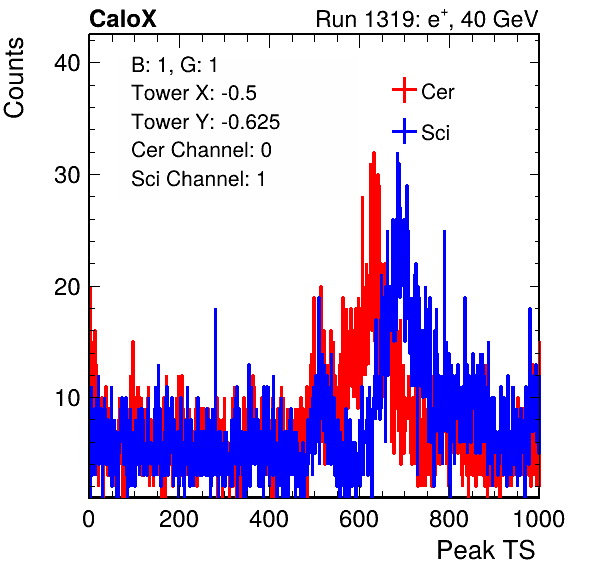 CaloX
Run 1319: e+, 40 GeV
Counts
B: 1, G: 1
Tower X: -0.5
Tower Y: -0.625
Cer Channel: 0
Sci Channel: 1
Cer
Sci
40
30
20
10
0 200 400 600 800 1000
Peak TS